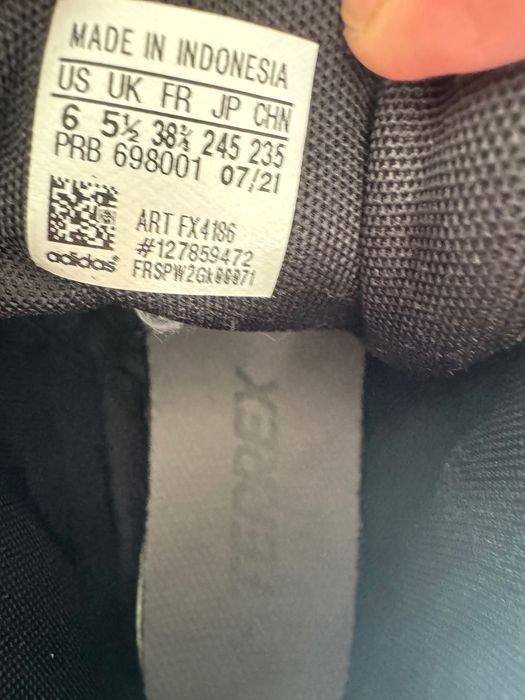 MADE IN INDONESIA
US UK FR JP CHN
6 5½ 38⅔ 245 235
PRB 698001 07/21
ART FX4186
#127859472
adidas
TERREX